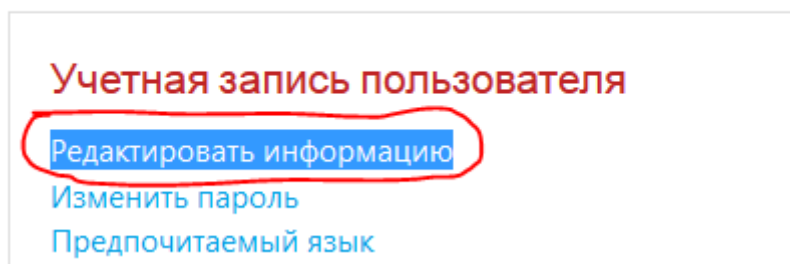 Учетная запись пользователя
Редактировать информацию
Изменить пароль
Предпочитаемый язык